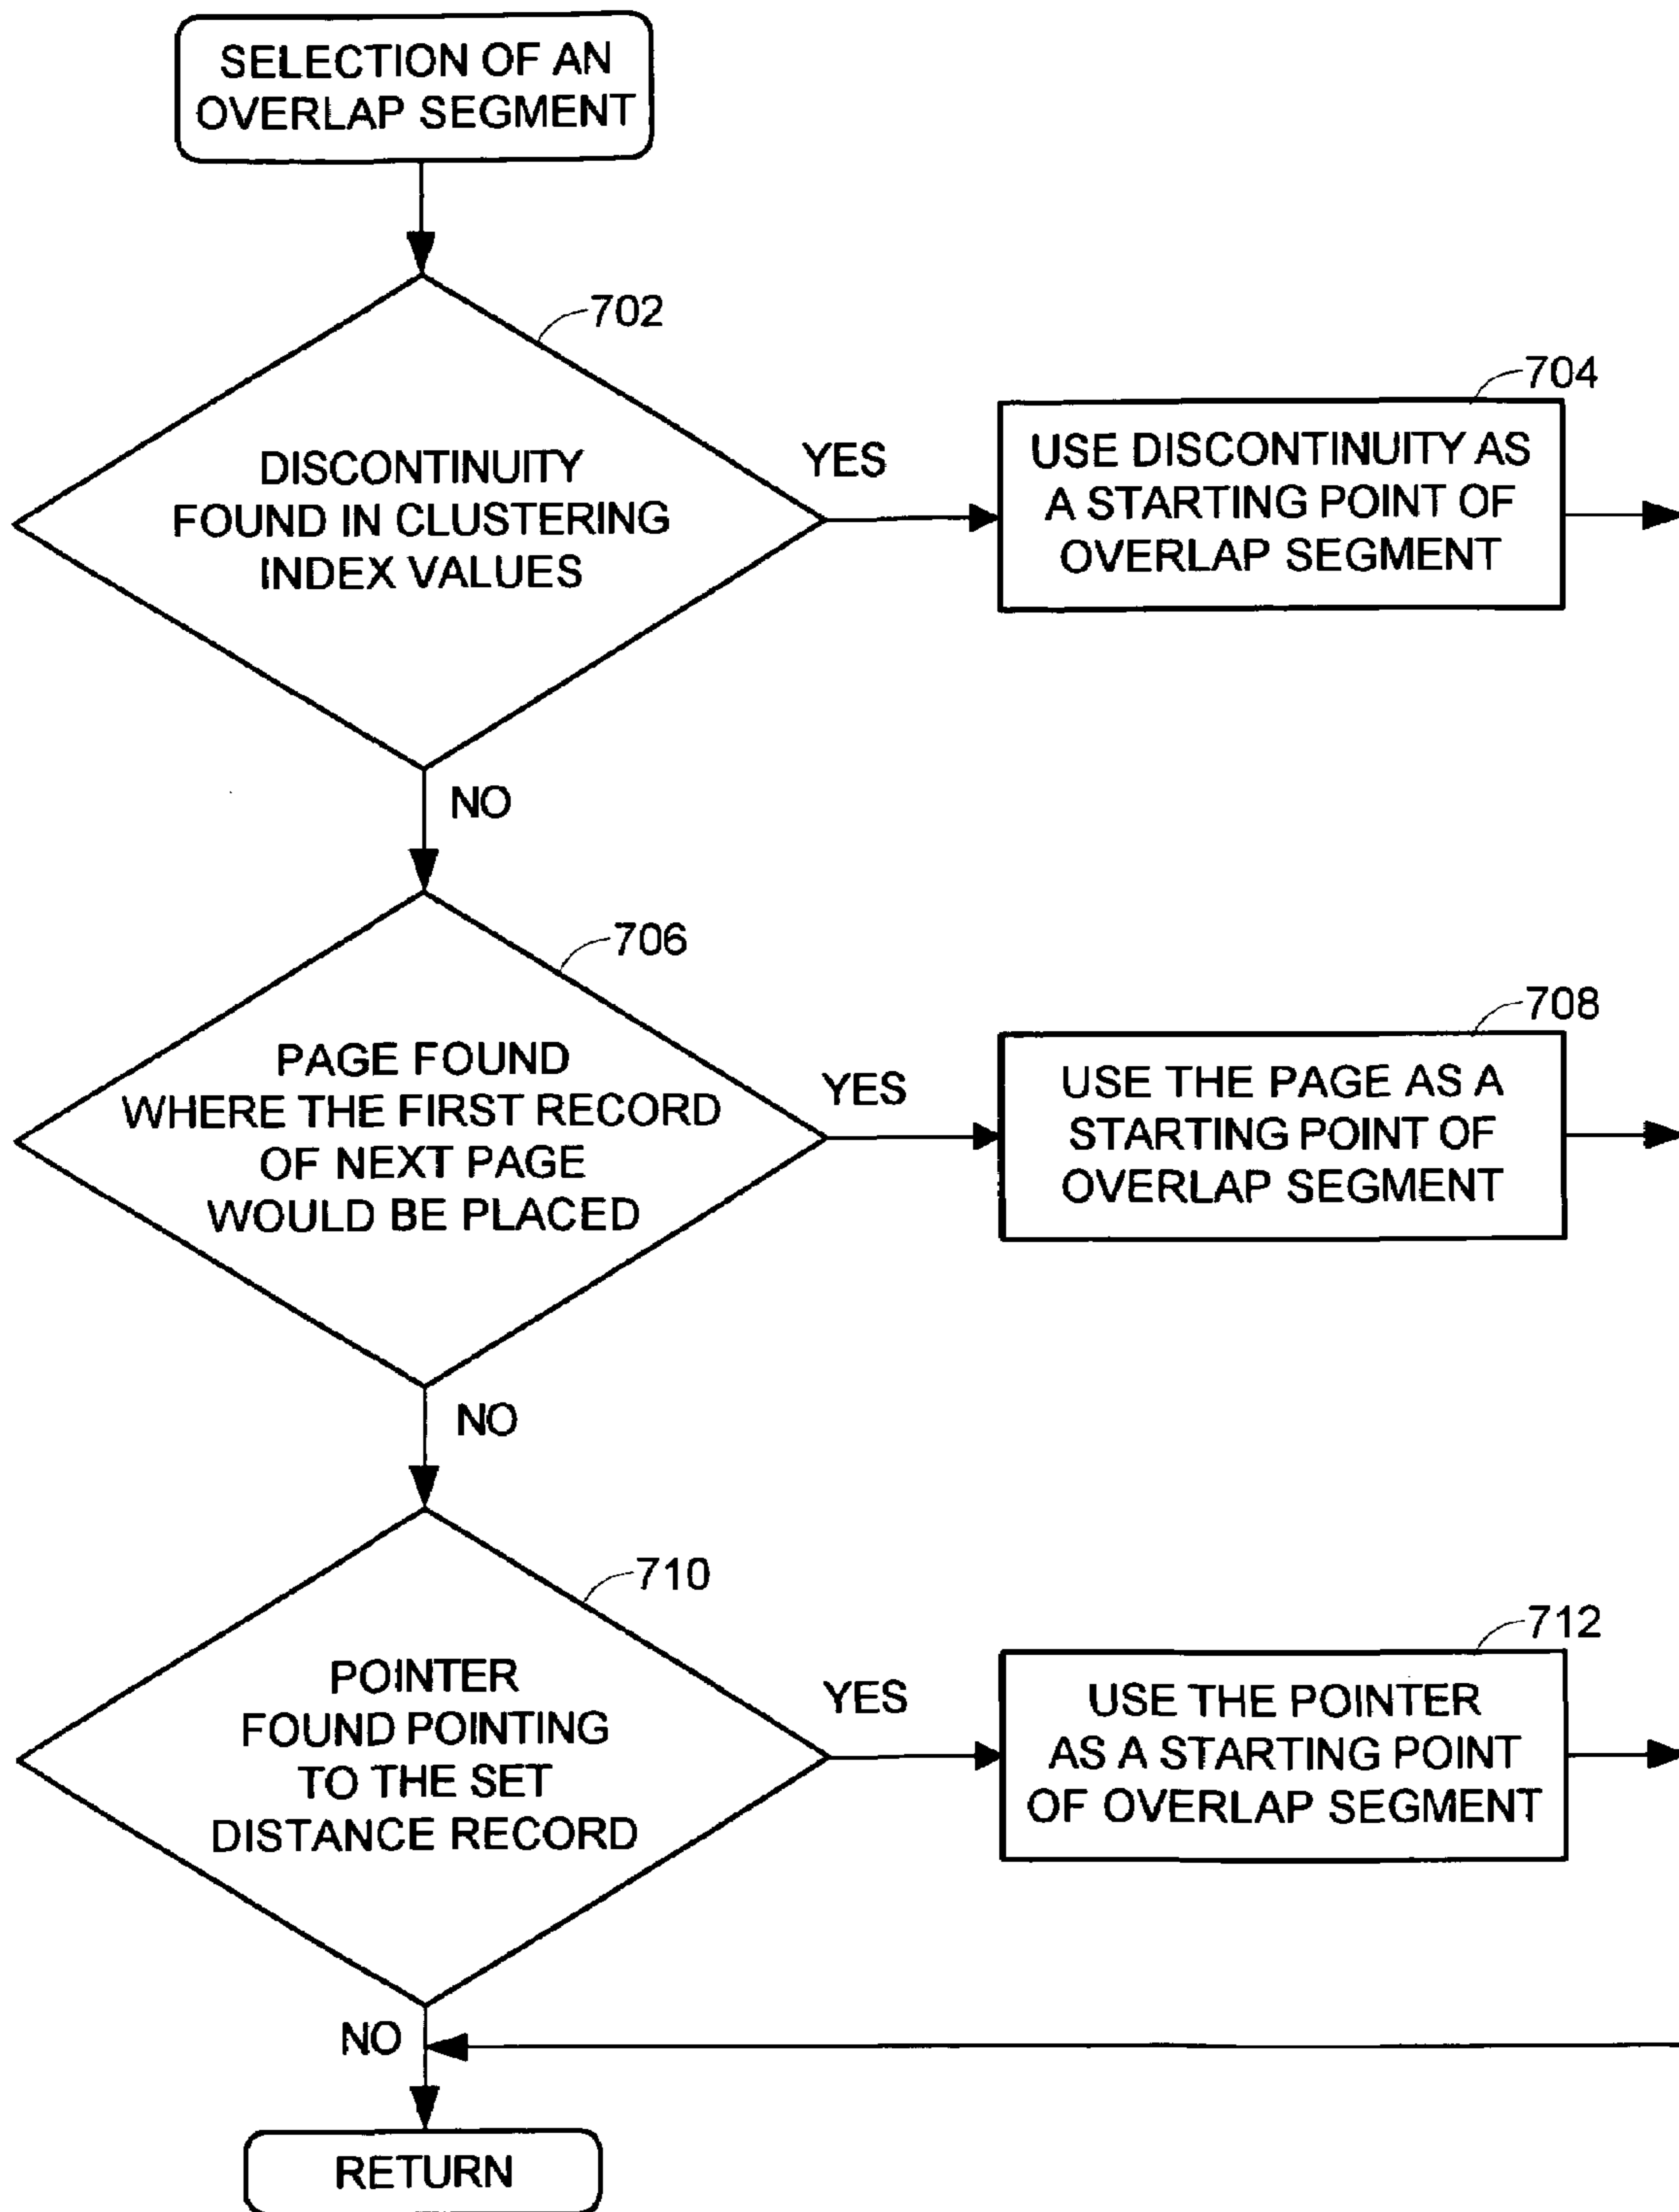 SELECTION OF AN
OVERLAP SEGMENT
702
DISCONTINUITY
FOUND IN CLUSTERING
INDEX VALUES
YES
704
USE DISCONTINUITY AS
A STARTING POINT OF
OVERLAP SEGMENT
NO
706
PAGE FOUND
WHERE THE FIRST RECORD
OF NEXT PAGE
WOULD BE PLACED
YES
708
USE THE PAGE AS A
STARTING POINT OF
OVERLAP SEGMENT
NO
710
POINTER
FOUND POINTING
TO THE SET
DISTANCE RECORD
YES
712
USE THE POINTER
AS A STARTING POINT
OF OVERLAP SEGMENT
NO
RETURN